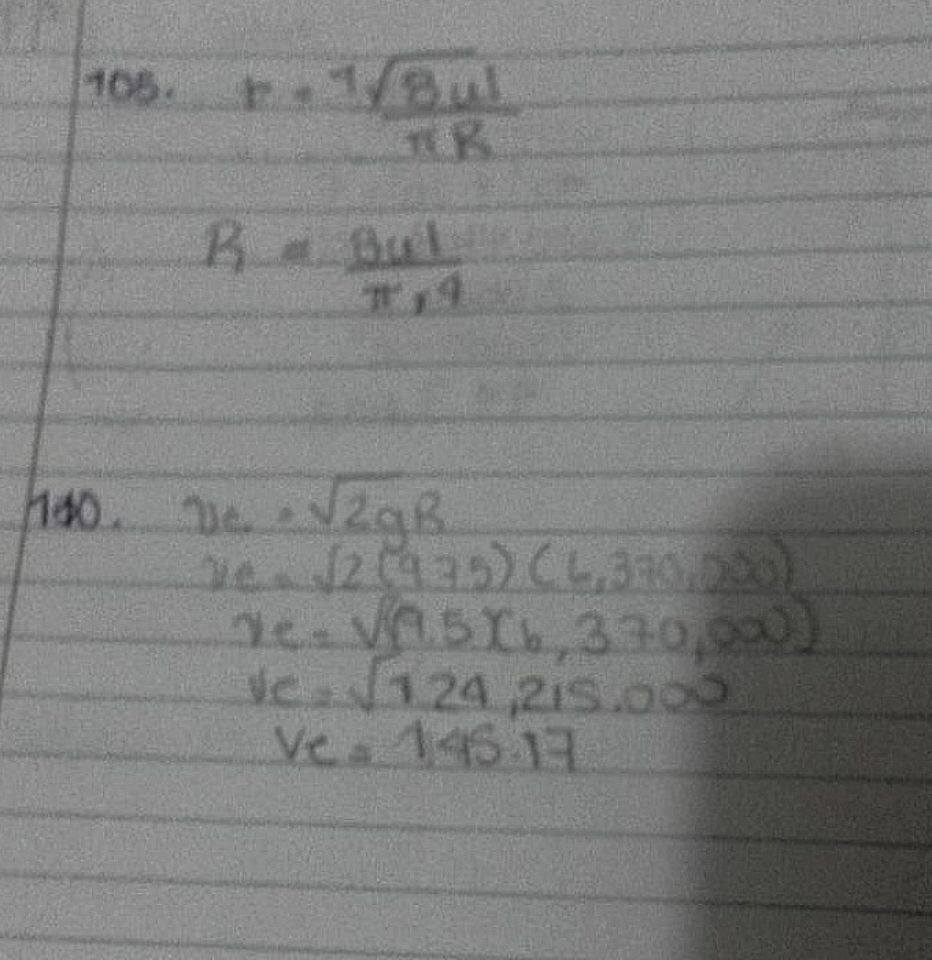 105. r = 4√8ul
πR
R = 8ul
πr4
110. ve = √2gR
ve = √2(9.75)(6,370,000)
ve = √(19.5)(6,370,000)
ve = √124,215,000
ve = 145.17